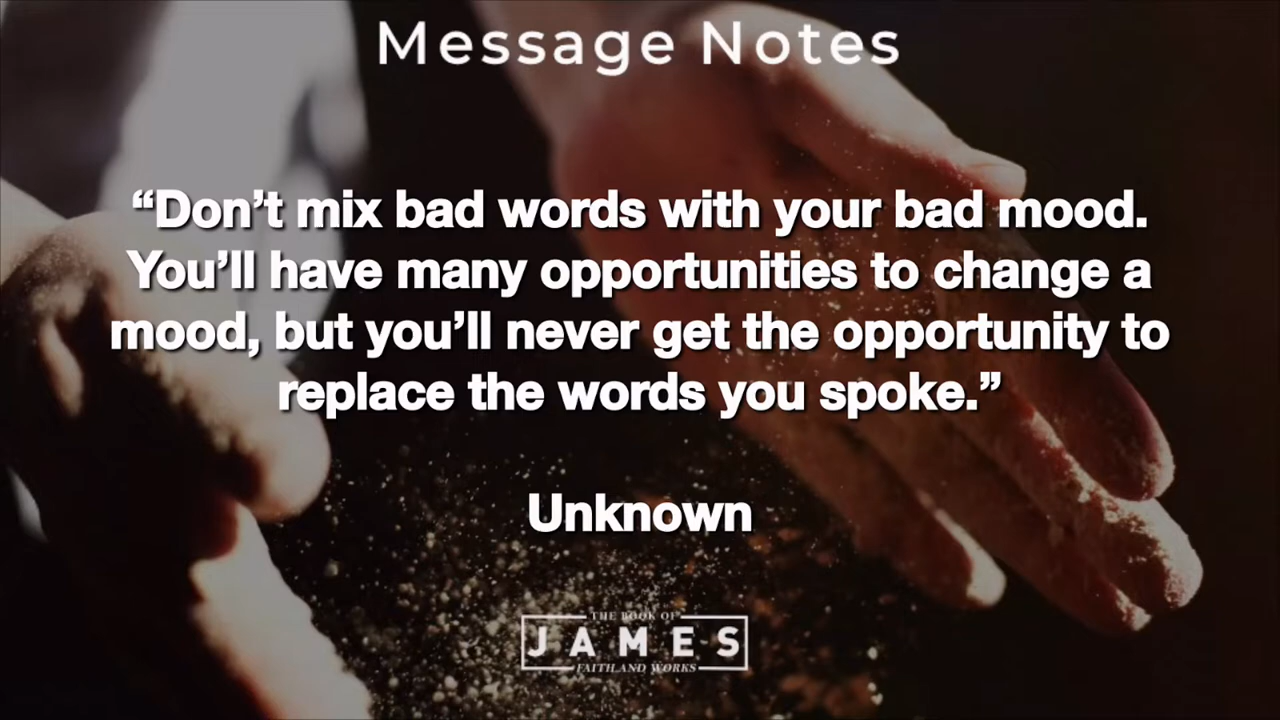 Message Notes
“Don’t mix bad words with your bad mood.
You’ll have many opportunities to change a
mood, but you’ll never get the opportunity to
replace the words you spoke.”
Unknown
THE BOOK OF
JAMES
FAITH AND WORKS